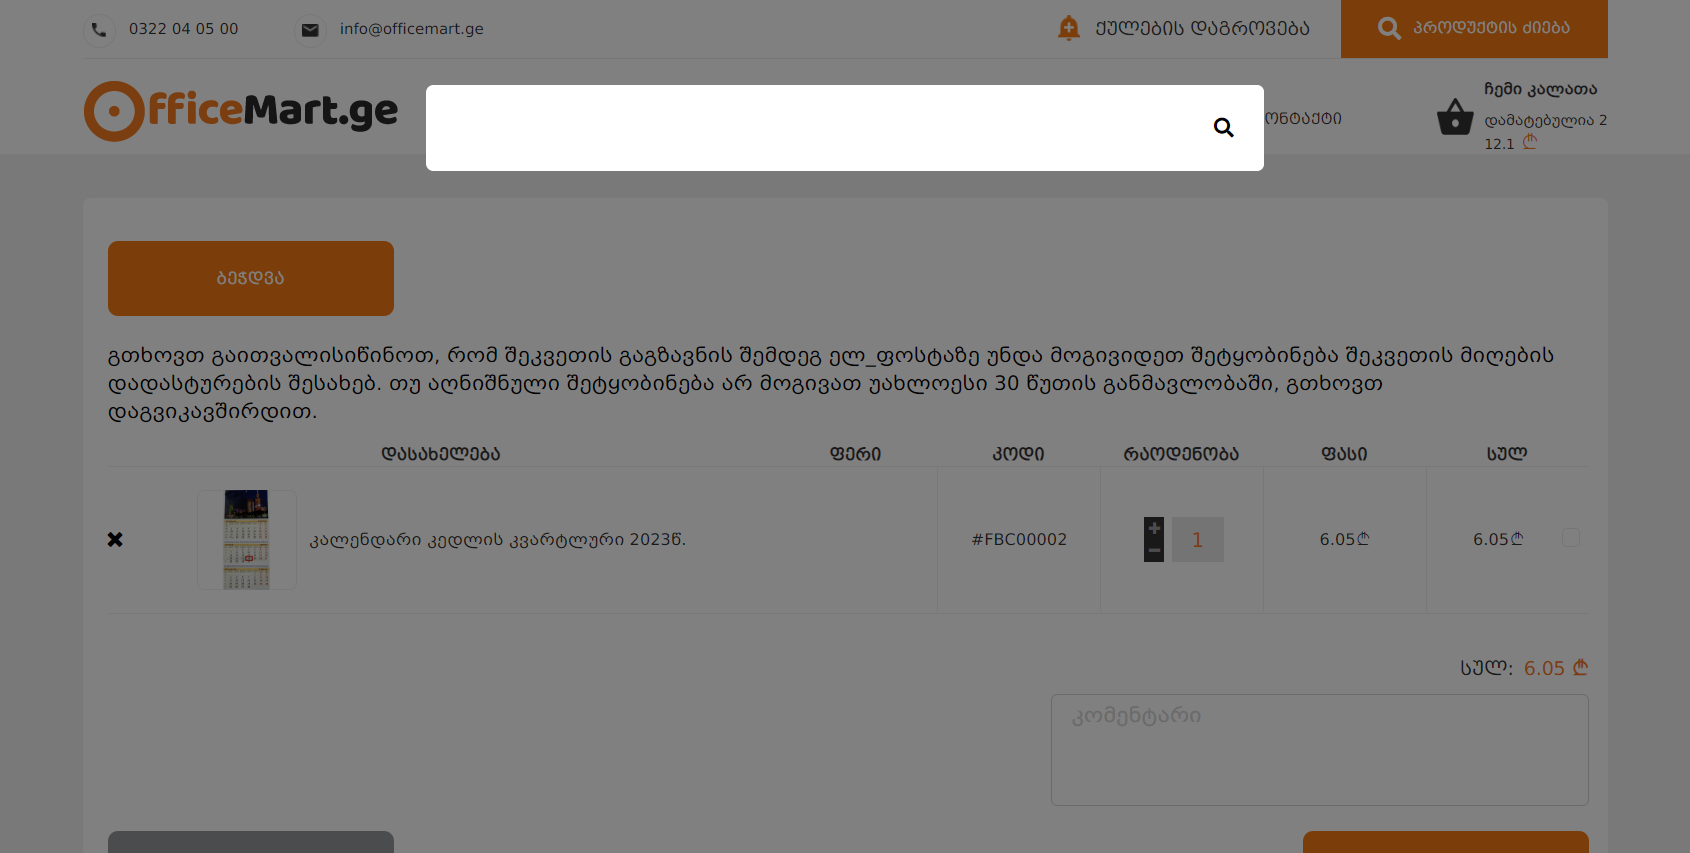 0322 04 05 00
info@officemart.ge
ქულების დაგროვება
პროდუქტის ძიება
OfficeMart.ge
ონტაქტი
ჩემი კალათა
დამატებულია 2
12.1 ₾
ბეჭდვა
გთხოვთ გაითვალისიწინოთ, რომ შეკვეთის გაგზავნის შემდეგ ელ_ფოსტაზე უნდა მოგივიდეთ შეტყობინება შეკვეთის მიღების
დადასტურების შესახებ. თუ აღნიშნული შეტყობინება არ მოგივათ უახლოესი 30 წუთის განმავლობაში, გთხოვთ
დაგვიკავშირდით.
დასახელება ფერი კოდი რაოდენობა ფასი სულ
კალენდარი კედლის კვარტლური 2023წ. #FBC00002 1 6.05₾ 6.05₾
სულ: 6.05 ₾
კომენტარი